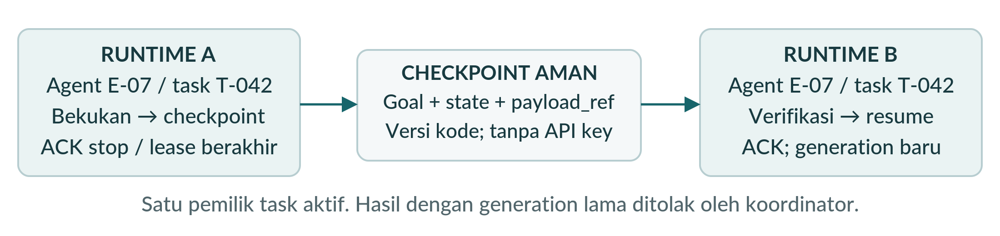 RUNTIME A
Agent E-07 / task T-042
Bekukan → checkpoint
ACK stop / lease berakhir
CHECKPOINT AMAN
Goal + state + payload_ref
Versi kode; tanpa API key
RUNTIME B
Agent E-07 / task T-042
Verifikasi → resume
ACK; generation baru
Satu pemilik task aktif. Hasil dengan generation lama ditolak oleh koordinator.